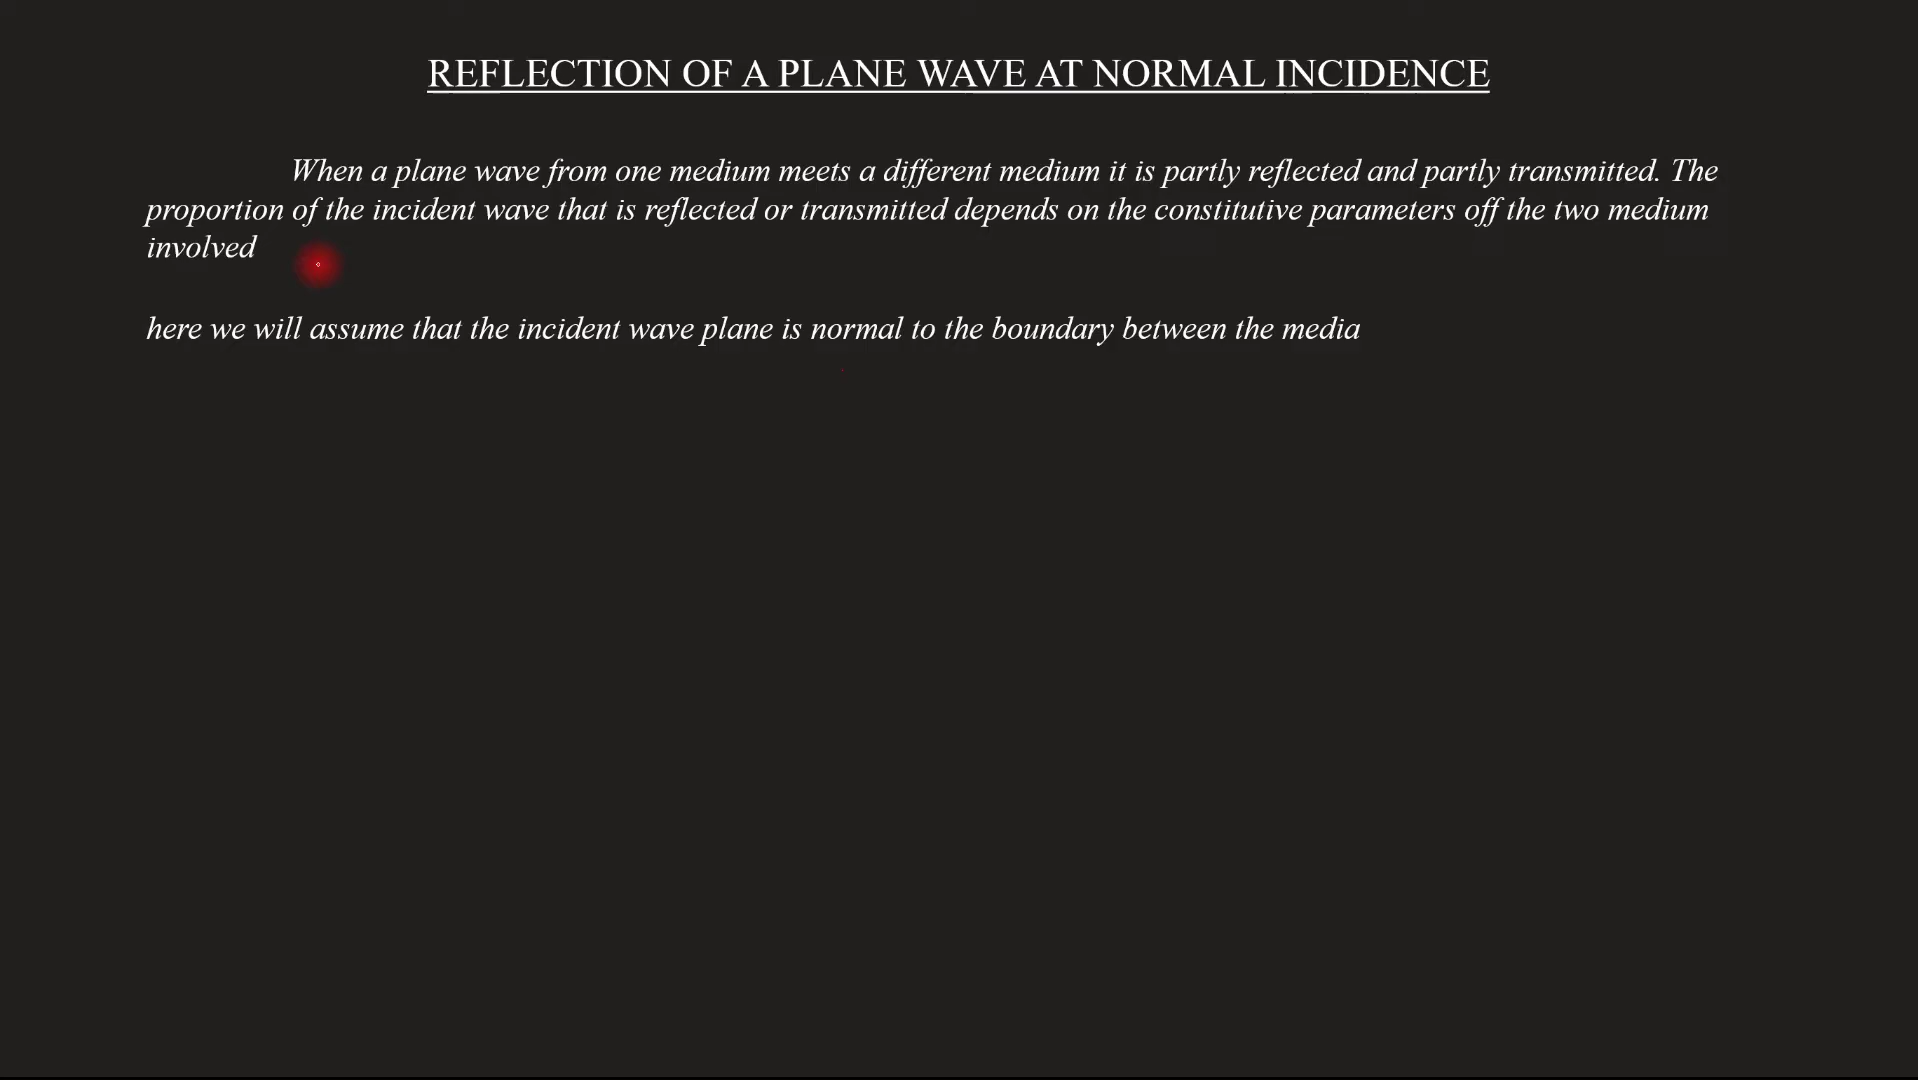 REFLECTION OF A PLANE WAVE AT NORMAL INCIDENCE
When a plane wave from one medium meets a different medium it is partly reflected and partly transmitted. The
proportion of the incident wave that is reflected or transmitted depends on the constitutive parameters off the two medium
involved
here we will assume that the incident wave plane is normal to the boundary between the media